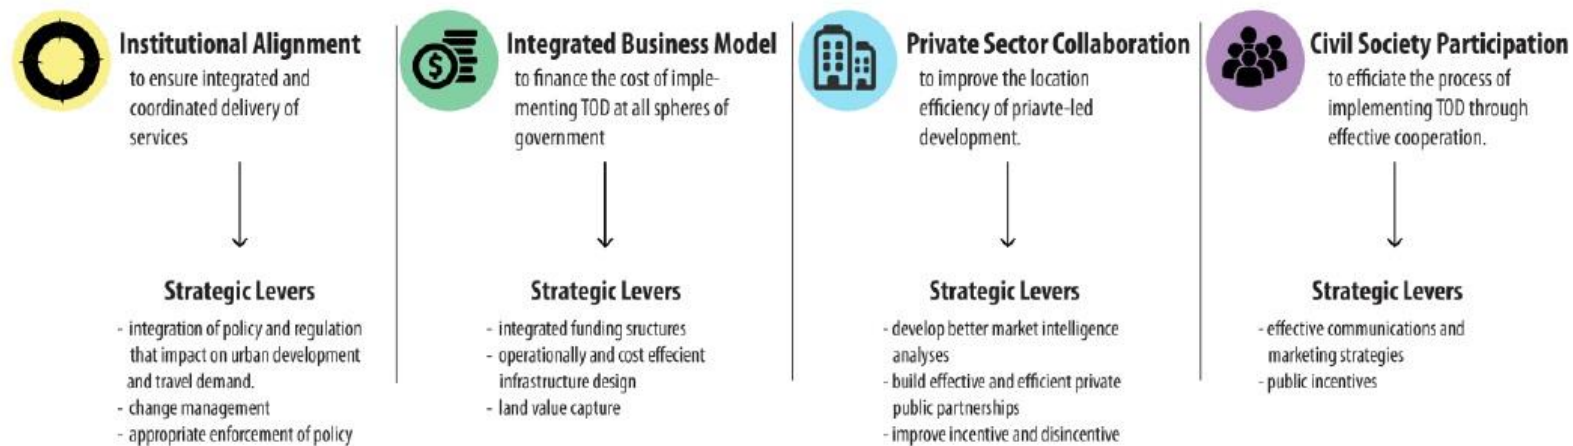 Institutional Alignment
to ensure integrated and
coordinated delivery of
services
Strategic Levers
- integration of policy and regulation
that impact on urban development
and travel demand.
- change management
- appropriate enforcement of policy
Integrated Business Model
to finance the cost of imple-
menting TOD at all spheres of
government
Strategic Levers
- integrated funding sructures
- operationally and cost effecient
infrastructure design
- land value capture
Private Sector Collaboration
to improve the location
efficiency of priavte-led
development.
Strategic Levers
- develop better market intelligence
analyses
- build effective and efficient private
public partnerships
- improve incentive and disincentive
Civil Society Participation
to efficiate the process of
implementing TOD through
effective cooperation.
Strategic Levers
- effective communications and
marketing strategies
- public incentives